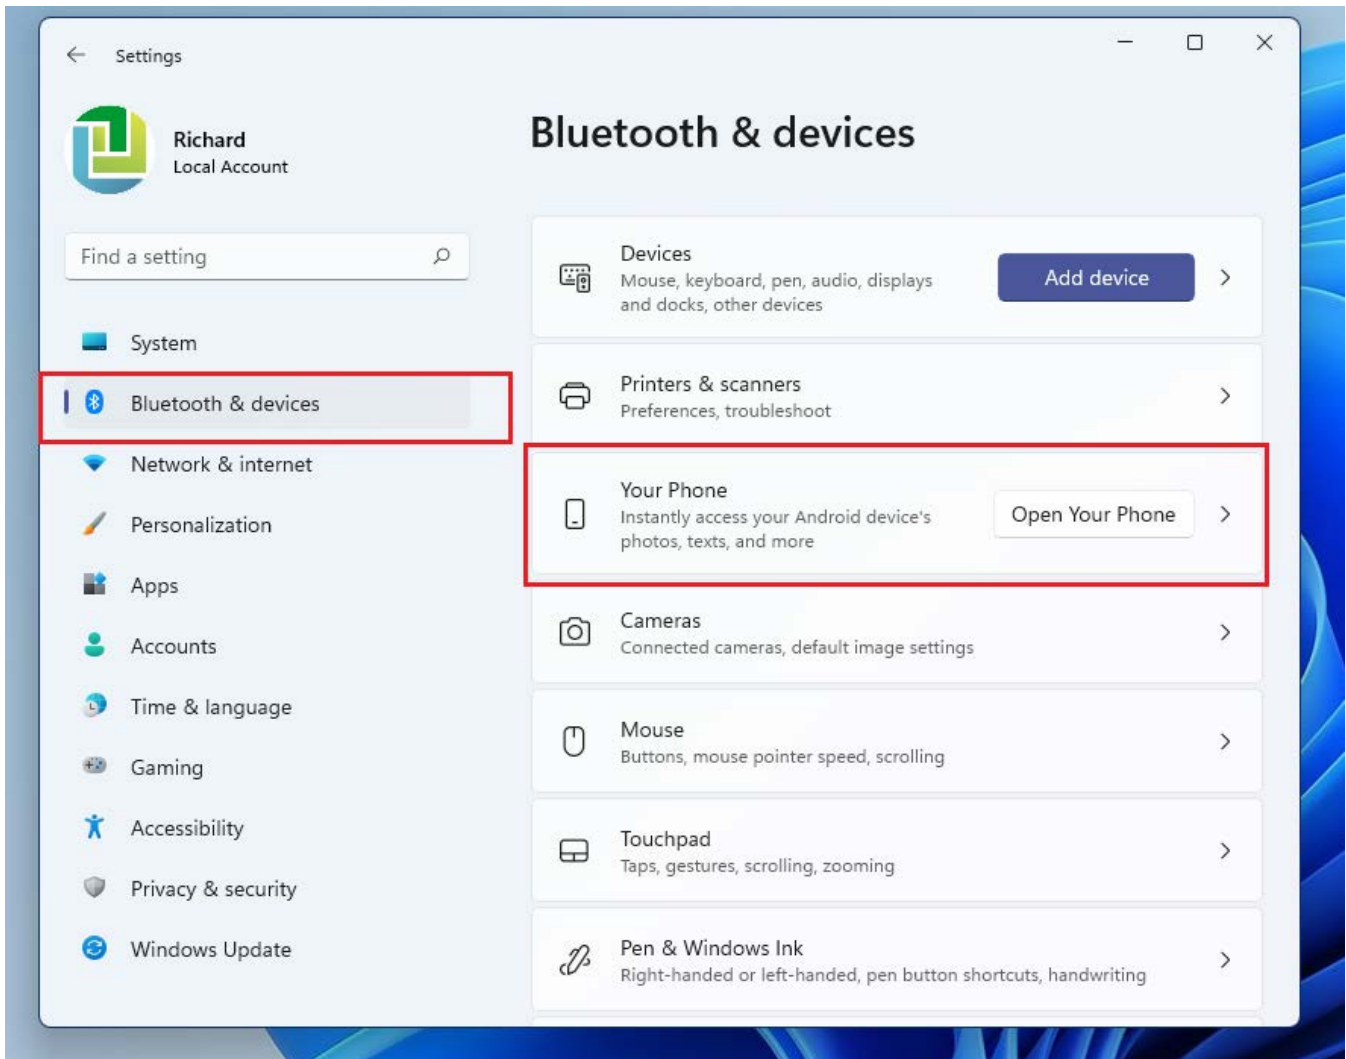 Settings
Richard
Local Account
Find a setting
System
Bluetooth & devices
Network & internet
Personalization
Apps
Accounts
Time & language
Gaming
Accessibility
Privacy & security
Windows Update
Bluetooth & devices
Devices
Mouse, keyboard, pen, audio, displays
and docks, other devices
Add device
Printers & scanners
Preferences, troubleshoot
Your Phone
Instantly access your Android device's
photos, texts, and more
Open Your Phone
Cameras
Connected cameras, default image settings
Mouse
Buttons, mouse pointer speed, scrolling
Touchpad
Taps, gestures, scrolling, zooming
Pen & Windows Ink
Right-handed or left-handed, pen button shortcuts, handwriting